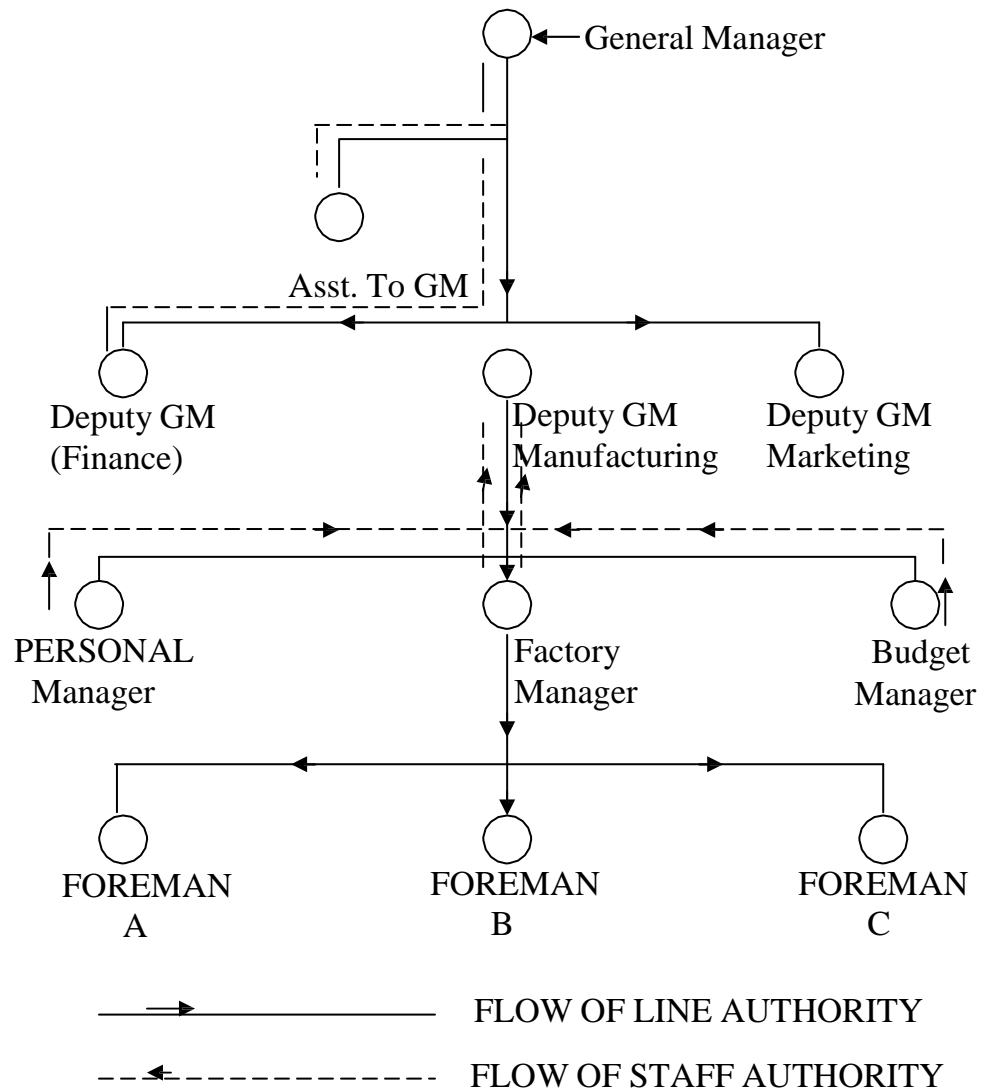 General Manager
Asst. To GM
Deputy GM
(Finance)
Deputy GM
Manufacturing
Deputy GM
Marketing
PERSONAL
Manager
Factory
Manager
Budget
Manager
FOREMAN
A
FOREMAN
B
FOREMAN
C
FLOW OF LINE AUTHORITY
FLOW OF STAFF AUTHORITY